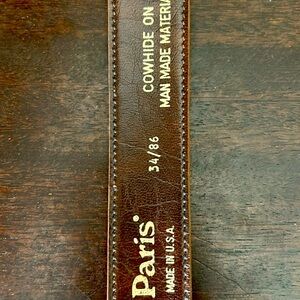 Paris®
MADE IN U.S.A.
34/86
COWHIDE ON
MAN MADE MATERIA